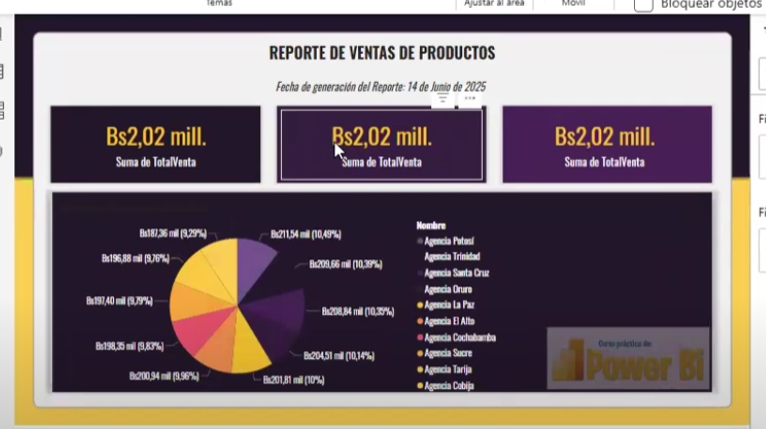 Temas
Ajustar al área
Móvil
Bloquear objetos
REPORTE DE VENTAS DE PRODUCTOS
Fecha de generación del Reporte: 14 de Junio de 2025
Bs2,02 mill.
Suma de TotalVenta
Bs2,02 mill.
Suma de TotalVenta
Bs2,02 mill.
Suma de TotalVenta
Bs187,36 mil (9,29%)
Bs211,54 mil (10,49%)
Bs196,88 mil (9,76%)
Bs209,66 mil (10,39%)
Bs197,40 mil (9,79%)
Bs208,84 mil (10,35%)
Bs198,35 mil (9,83%)
Bs204,51 mil (10,14%)
Bs200,94 mil (9,96%)
Bs201,81 mil (10%)
Nombre
Agencia Potosí
Agencia Trinidad
Agencia Santa Cruz
Agencia Oruro
Agencia La Paz
Agencia El Alto
Agencia Cochabamba
Agencia Sucre
Agencia Tarija
Agencia Cobija
Curso práctico de:
Power Bi
Fi
Fi